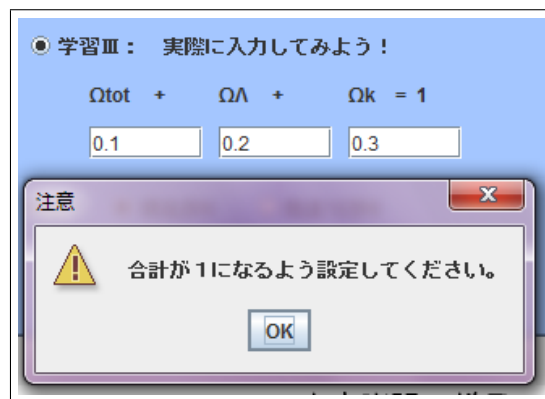 学習Ⅲ： 実際に入力してみよう！
Ωtot + ΩΛ + Ωk = 1
0.1 0.2 0.3
注意
合計が1になるよう設定してください。
OK